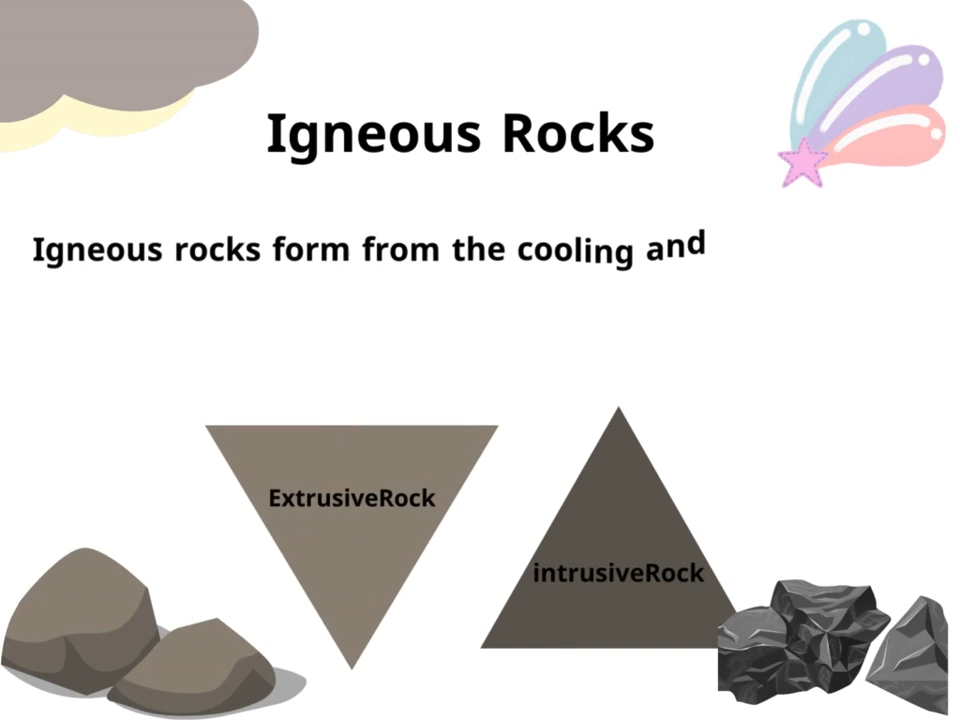 Igneous Rocks
Igneous rocks form from the cooling and
ExtrusiveRock
intrusiveRock